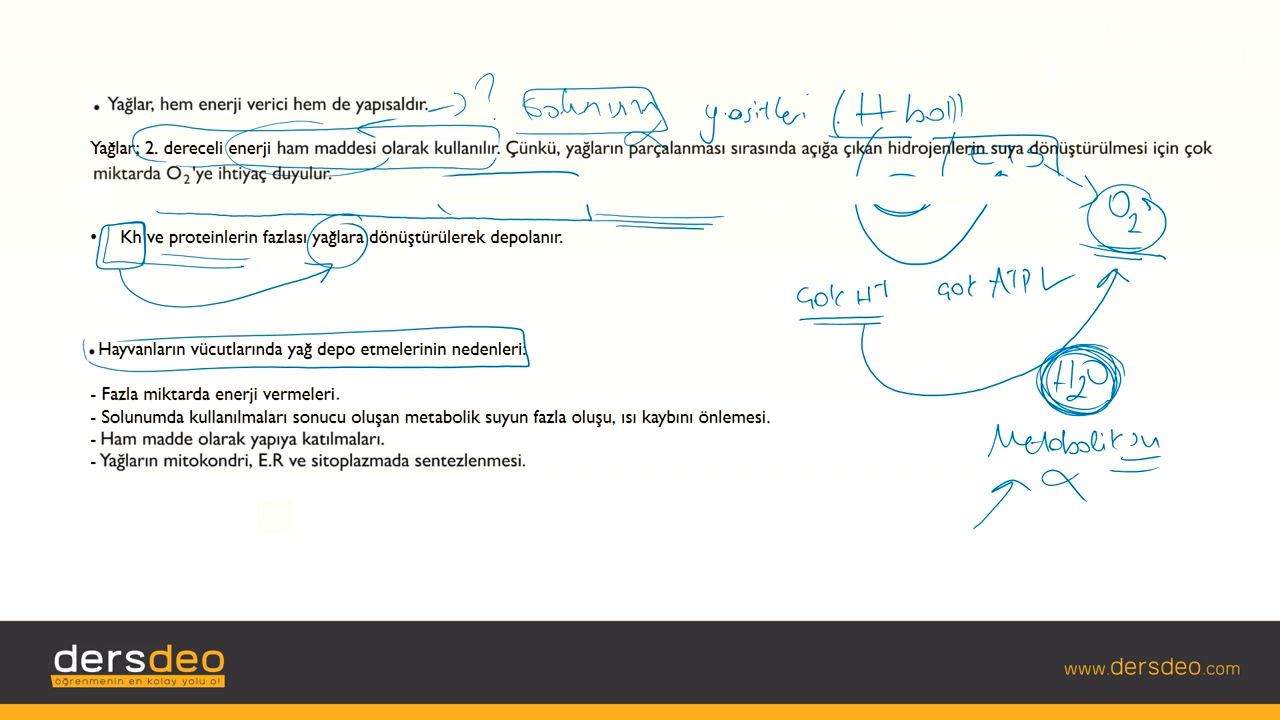 • Yağlar, hem enerji verici hem de yapısaldır. → ? Solunum
(H bol)
Yağlar; 2. dereceli enerji ham maddesi olarak kullanılır. Çünkü, yağların parçalanması sırasında açığa çıkan hidrojenlerin suya dönüştürülmesi için çok
miktarda O2'ye ihtiyaç duyulur.
O2
• Kh ve proteinlerin fazlası yağlara dönüştürülerek depolanır.
çok H+ çok ATP
• Hayvanların vücutlarında yağ depo etmelerinin nedenleri:
H2O
- Fazla miktarda enerji vermeleri.
- Solunumda kullanılmaları sonucu oluşan metabolik suyun fazla oluşu, ısı kaybını önlemesi.
- Ham madde olarak yapıya katılmaları.
Metabolik su
- Yağların mitokondri, E.R ve sitoplazmada sentezlenmesi.
dersdeo
öğrenmenin en kolay yolu o!
www.dersdeo.com